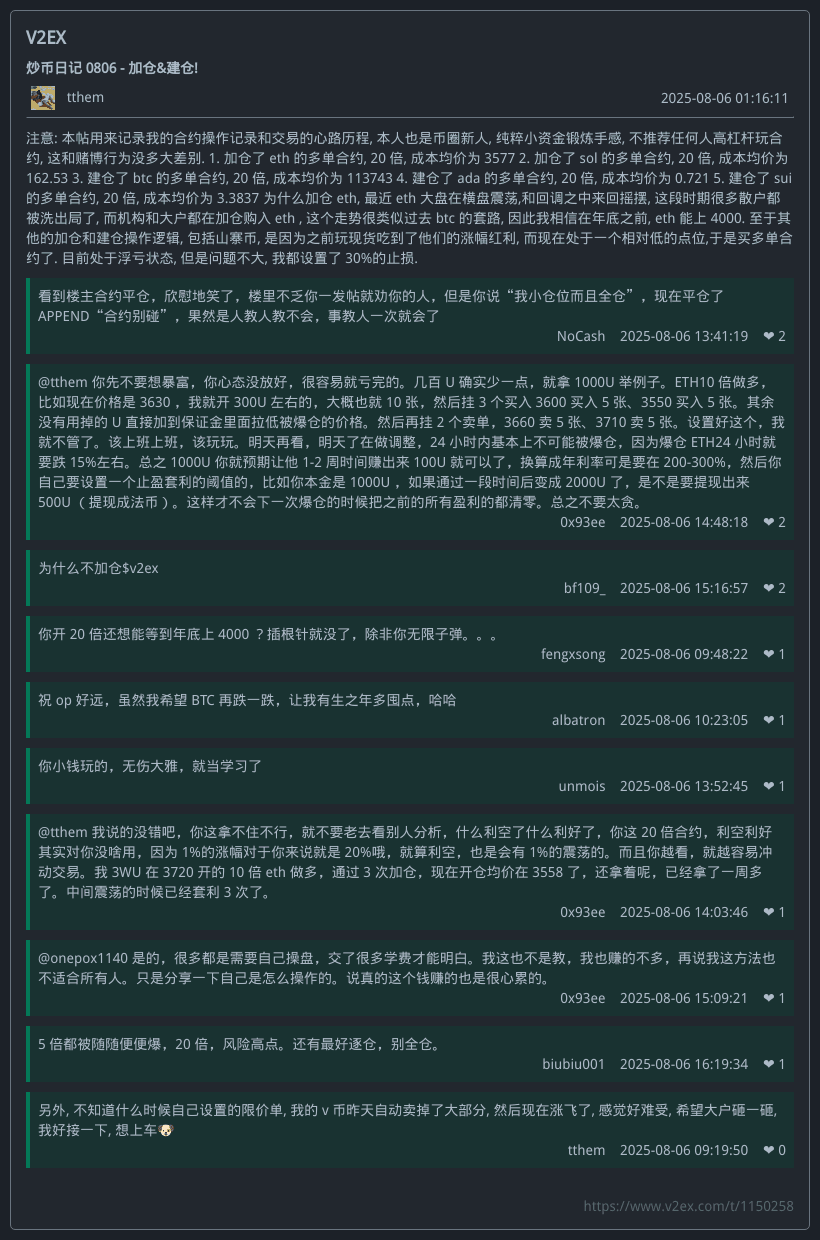 V2EX
炒币日记 0806 - 加仓&建仓!
tthem 2025-08-06 01:16:11
注意: 本帖用来记录我的合约操作记录和交易的心路历程, 本人也是币圈新人, 纯粹小资金锻炼手感, 不推荐任何人高杠杆玩合
约, 这和赌博行为没多大差别. 1. 加仓了 eth 的多单合约, 20 倍, 成本均价为 3577 2. 加仓了 sol 的多单合约, 20 倍, 成本均价为
162.53 3. 建仓了 btc 的多单合约, 20 倍, 成本均价为 113743 4. 建仓了 ada 的多单合约, 20 倍, 成本均价为 0.721 5. 建仓了 sui
的多单合约, 20 倍, 成本均价为 3.3837 为什么加仓 eth, 最近 eth 大盘在横盘震荡,和回调之中来回摇摆, 这段时期很多散户都
被洗出局了, 而机构和大户都在加仓购入 eth , 这个走势很类似过去 btc 的套路, 因此我相信在年底之前, eth 能上 4000. 至于其
他的加仓和建仓操作逻辑, 包括山寨币, 是因为之前玩现货吃到了他们的涨幅红利, 而现在处于一个相对低的点位,于是买多单合
约了. 目前处于浮亏状态, 但是问题不大, 我都设置了 30%的止损.
看到楼主合约平仓，欣慰地笑了，楼里不乏你一发帖就劝你的人，但是你说“我小仓位而且全仓”，现在平仓了
APPEND“合约别碰”，果然是人教人教不会，事教人一次就会了
NoCash 2025-08-06 13:41:19 ❤ 2
@tthem 你先不要想暴富，你心态没放好，很容易就亏完的。几百 U 确实少一点，就拿 1000U 举例子。ETH10 倍做多，
比如现在价格是 3630 ，我就开 300U 左右的，大概也就 10 张，然后挂 3 个买入 3600 买入 5 张、3550 买入 5 张。其余
没有用掉的 U 直接加到保证金里面拉低被爆仓的价格。然后再挂 2 个卖单，3660 卖 5 张、3710 卖 5 张。设置好这个，我
就不管了。该上班上班，该玩玩。明天再看，明天了在做调整，24 小时内基本上不可能被爆仓，因为爆仓 ETH24 小时就
要跌 15%左右。总之 1000U 你就预期让他 1-2 周时间赚出来 100U 就可以了，换算成年利率可是要在 200-300%，然后你
自己要设置一个止盈套利的阈值的，比如你本金是 1000U ，如果通过一段时间后变成 2000U 了，是不是要提现出来
500U （提现成法币）。这样才不会下一次爆仓的时候把之前的所有盈利的都清零。总之不要太贪。
0x93ee 2025-08-06 14:48:18 ❤ 2
为什么不加仓$v2ex
bf109_ 2025-08-06 15:16:57 ❤ 2
你开 20 倍还想能等到年底上 4000 ？插根针就没了，除非你无限子弹。。。
fengxsong 2025-08-06 09:48:22 ❤ 1
祝 op 好远，虽然我希望 BTC 再跌一跌，让我有生之年多囤点，哈哈
albatron 2025-08-06 10:23:05 ❤ 1
你小钱玩的，无伤大雅，就当学习了
unmois 2025-08-06 13:52:45 ❤ 1
@tthem 我说的没错吧，你这拿不住不行，就不要老去看别人分析，什么利空了什么利好了，你这 20 倍合约，利空利好
其实对你没啥用，因为 1%的涨幅对于你来说就是 20%哦，就算利空，也是会有 1%的震荡的。而且你越看，就越容易冲
动交易。我 3WU 在 3720 开的 10 倍 eth 做多，通过 3 次加仓，现在开仓均价在 3558 了，还拿着呢，已经拿了一周多
了。中间震荡的时候已经套利 3 次了。
0x93ee 2025-08-06 14:03:46 ❤ 1
@onepox1140 是的，很多都是需要自己操盘，交了很多学费才能明白。我这也不是教，我也赚的不多，再说我这方法也
不适合所有人。只是分享一下自己是怎么操作的。说真的这个钱赚的也是很心累的。
0x93ee 2025-08-06 15:09:21 ❤ 1
5 倍都被随随便便爆，20 倍，风险高点。还有最好逐仓，别全仓。
biubiu001 2025-08-06 16:19:34 ❤ 1
另外, 不知道什么时候自己设置的限价单, 我的 v 币昨天自动卖掉了大部分, 然后现在涨飞了, 感觉好难受, 希望大户砸一砸,
我好接一下, 想上车🐶
tthem 2025-08-06 09:19:50 ❤ 0
https://www.v2ex.com/t/1150258